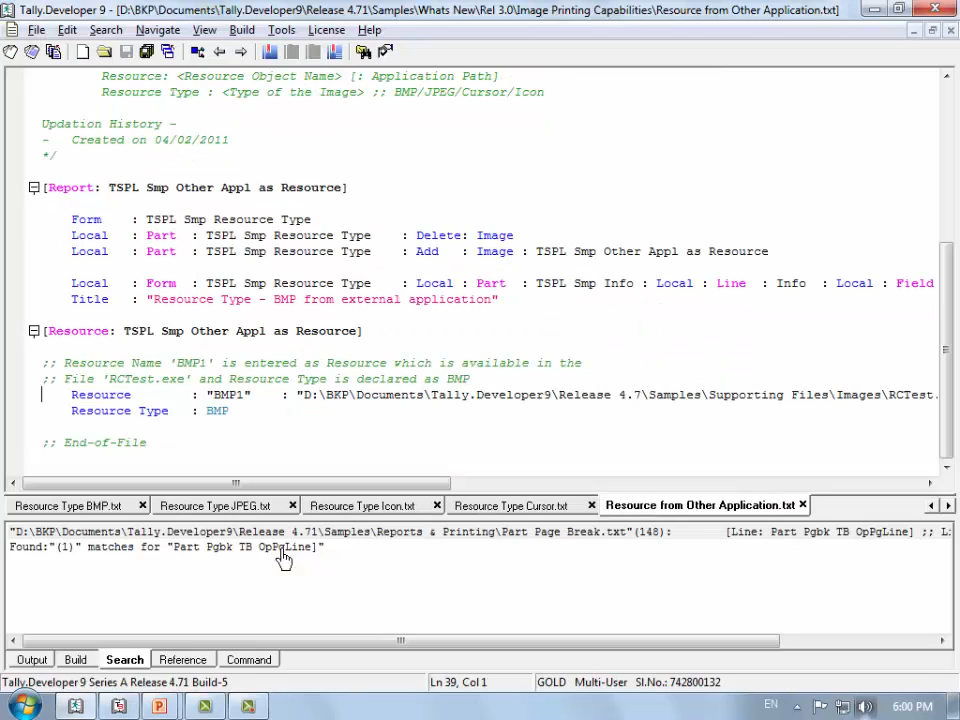 Tally.Developer 9 - [D:\BKP\Documents\Tally.Developer9\Release 4.71\Samples\Whats New\Rel 3.0\Image Printing Capabilities\Resource from Other Application.txt]
File Edit Search Navigate View Build Tools License Help
Resource: <Resource Object Name> [: Application Path]
Resource Type : <Type of the Image> ;; BMP/JPEG/Cursor/Icon
Updation History -
- Created on 04/02/2011
*/
[Report: TSPL Smp Other Appl as Resource]
Form : TSPL Smp Resource Type
Local : Part : TSPL Smp Resource Type : Delete: Image
Local : Part : TSPL Smp Resource Type : Add : Image : TSPL Smp Other Appl as Resource
Local : Form : TSPL Smp Resource Type : Local : Part : TSPL Smp Info : Local : Line : Info : Local : Field
Title : "Resource Type - BMP from external application"
[Resource: TSPL Smp Other Appl as Resource]
;; Resource Name 'BMP1' is entered as Resource which is available in the
;; File 'RCTest.exe' and Resource Type is declared as BMP
Resource : "BMP1" : "D:\BKP\Documents\Tally.Developer9\Release 4.7\Samples\Supporting Files\Images\RCTest.
Resource Type : BMP
;; End-of-File
Resource Type BMP.txt Resource Type JPEG.txt Resource Type Icon.txt Resource Type Cursor.txt Resource from Other Application.txt
"D:\BKP\Documents\Tally.Developer9\Release 4.71\Samples\Reports & Printing\Part Page Break.txt"(148): [Line: Part Pgbk TB OpPgLine] ;; L:
Found:"(1)" matches for "Part Pgbk TB OpPgLine]"
Output Build Search Reference Command
Tally.Developer 9 Series A Release 4.71 Build-5 Ln 39, Col 1 GOLD Multi-User Sl.No.: 742800132
EN 6:00 PM